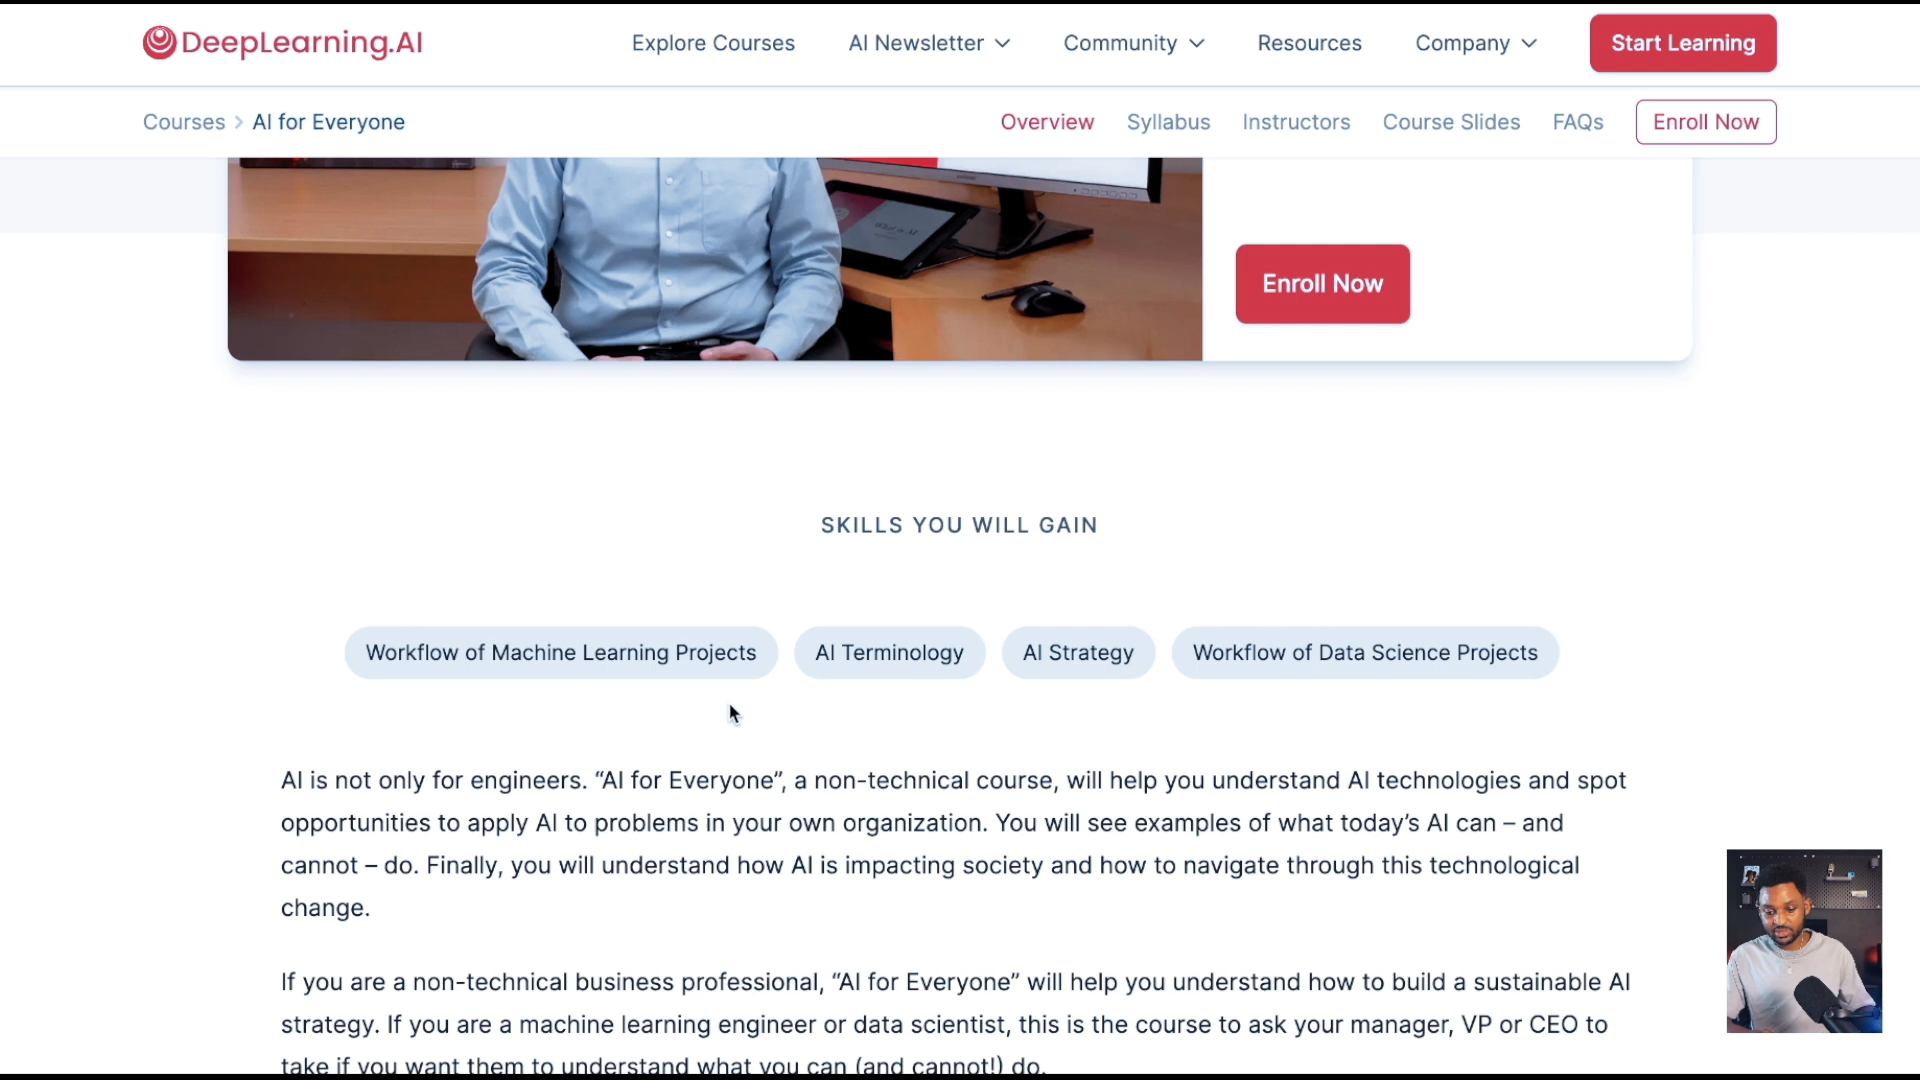 DeepLearning.AI
Explore Courses
AI Newsletter
Community
Resources
Company
Start Learning
Courses > AI for Everyone
Overview
Syllabus
Instructors
Course Slides
FAQs
Enroll Now
Enroll Now
SKILLS YOU WILL GAIN
Workflow of Machine Learning Projects
AI Terminology
AI Strategy
Workflow of Data Science Projects
AI is not only for engineers. “AI for Everyone”, a non-technical course, will help you understand AI technologies and spot
opportunities to apply AI to problems in your own organization. You will see examples of what today’s AI can – and
cannot – do. Finally, you will understand how AI is impacting society and how to navigate through this technological
change.
If you are a non-technical business professional, “AI for Everyone” will help you understand how to build a sustainable AI
strategy. If you are a machine learning engineer or data scientist, this is the course to ask your manager, VP or CEO to
take if you want them to understand what you can (and cannot!) do.